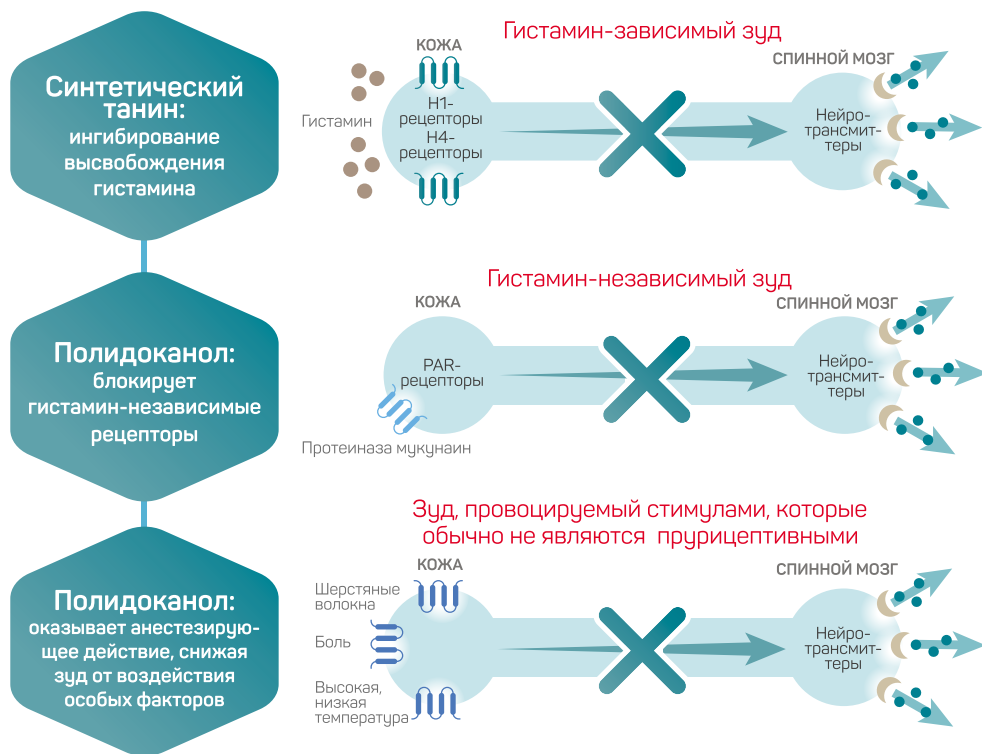 Синтетический
танин:
ингибирование
высвобождения
гистамина
Гистамин-зависимый зуд
КОЖА
СПИННОЙ МОЗГ
Гистамин
H1-
рецепторы
H4-
рецепторы
Нейро-
трансмит-
теры
Полидоканол:
блокирует
гистамин-независимые
рецепторы
Гистамин-независимый зуд
КОЖА
СПИННОЙ МОЗГ
PAR-
рецепторы
Протеиназа мукунаин
Нейро-
трансмит-
теры
Полидоканол:
оказывает анестезирую-
щее действие, снижая
зуд от воздействия
особых факторов
Зуд, провоцируемый стимулами, которые
обычно не являются пруpицептивными
КОЖА
СПИННОЙ МОЗГ
Шерстяные
волокна
Боль
Высокая,
низкая
температура
Нейро-
трансмит-
теры